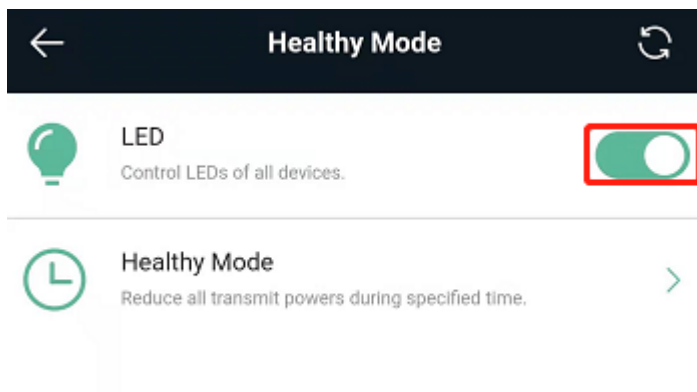 Healthy Mode
LED
Control LEDs of all devices.
Healthy Mode
Reduce all transmit powers during specified time.